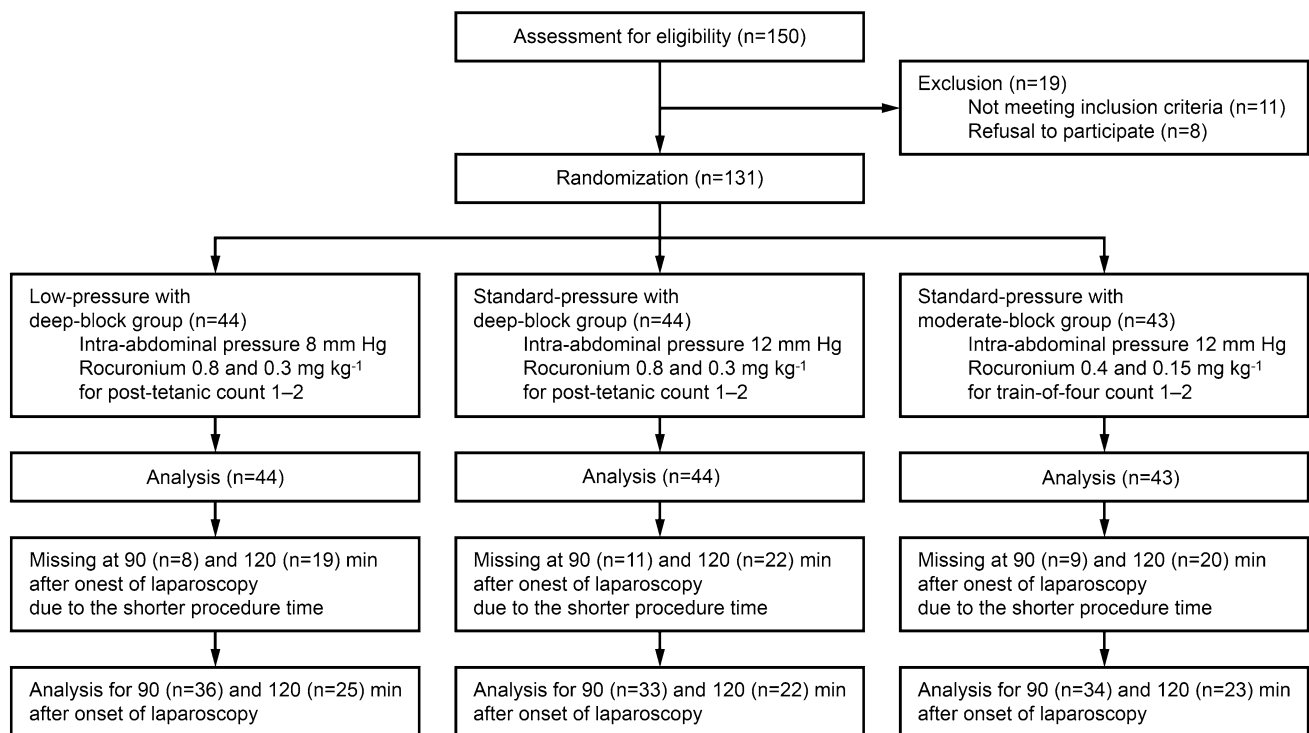 Assessment for eligibility (n=150)
Exclusion (n=19)
Not meeting inclusion criteria (n=11)
Refusal to participate (n=8)
Randomization (n=131)
Low-pressure with
deep-block group (n=44)
Intra-abdominal pressure 8 mm Hg
Rocuronium 0.8 and 0.3 mg kg⁻¹
for post-tetanic count 1–2
Standard-pressure with
deep-block group (n=44)
Intra-abdominal pressure 12 mm Hg
Rocuronium 0.8 and 0.3 mg kg⁻¹
for post-tetanic count 1–2
Standard-pressure with
moderate-block group (n=43)
Intra-abdominal pressure 12 mm Hg
Rocuronium 0.4 and 0.15 mg kg⁻¹
for train-of-four count 1–2
Analysis (n=44)
Analysis (n=44)
Analysis (n=43)
Missing at 90 (n=8) and 120 (n=19) min
after onest of laparoscopy
due to the shorter procedure time
Missing at 90 (n=11) and 120 (n=22) min
after onest of laparoscopy
due to the shorter procedure time
Missing at 90 (n=9) and 120 (n=20) min
after onest of laparoscopy
due to the shorter procedure time
Analysis for 90 (n=36) and 120 (n=25) min
after onset of laparoscopy
Analysis for 90 (n=33) and 120 (n=22) min
after onset of laparoscopy
Analysis for 90 (n=34) and 120 (n=23) min
after onset of laparoscopy